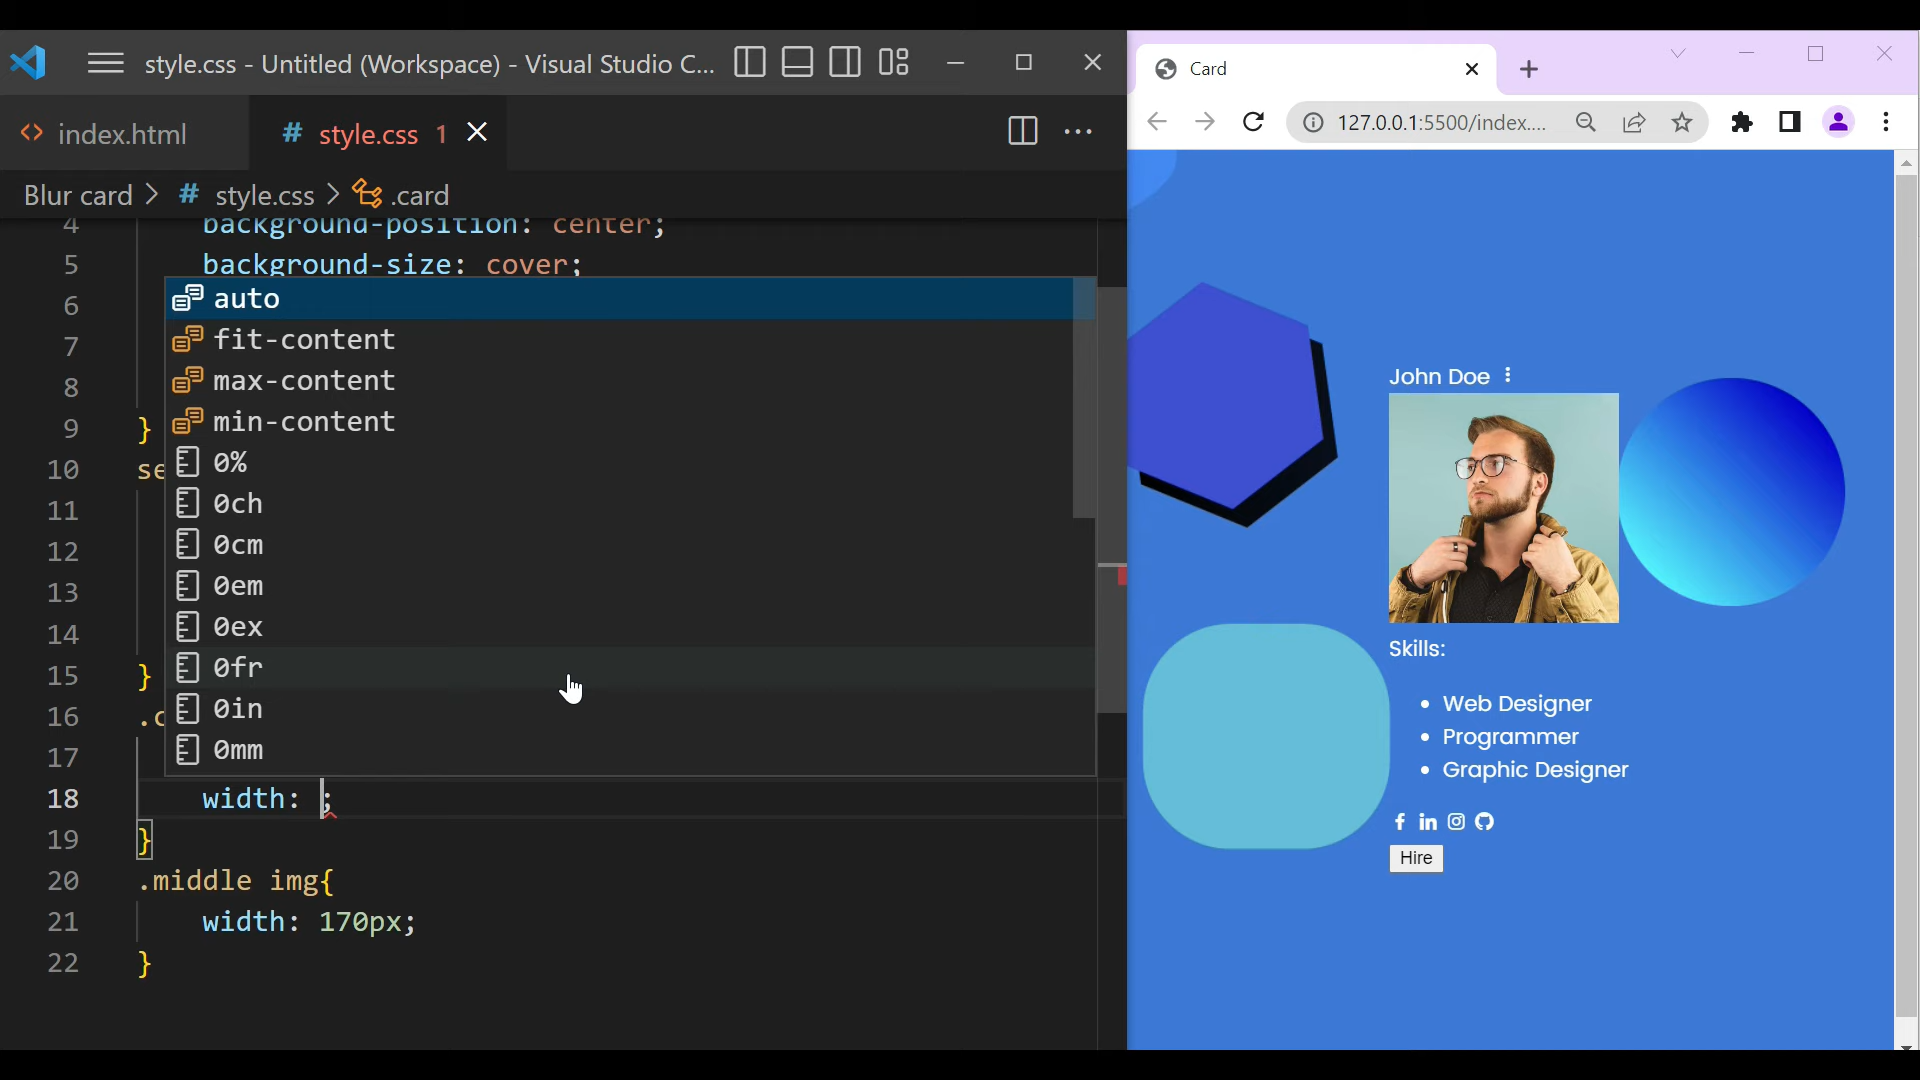 style.css - Untitled (Workspace) - Visual Studio C...
index.html
# style.css 1
Blur card > # style.css > .card
4 background-position: center;
5 background-size: cover;
6
7
8
9 }
10 se
11
12
13
14
15 }
16 .c
17
auto
fit-content
max-content
min-content
0%
0ch
0cm
0em
0ex
0fr
0in
0mm
18 width: ;
19 }
20 .middle img{
21 width: 170px;
22 }
Card
127.0.0.1:5500/index....
John Doe
Skills:
• Web Designer
• Programmer
• Graphic Designer
Hire